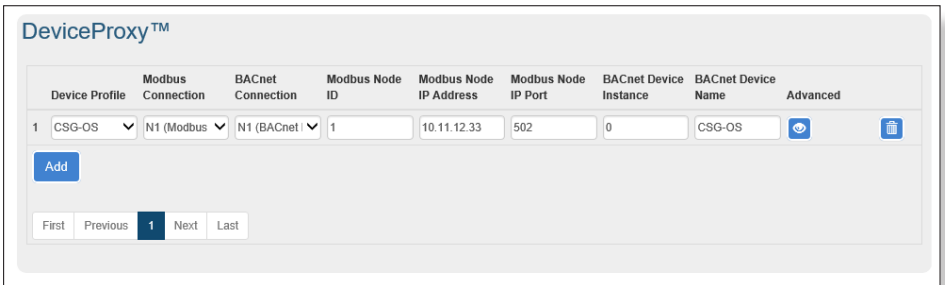 DeviceProxy™
Device Profile Modbus Connection BACnet Connection Modbus Node ID Modbus Node IP Address Modbus Node IP Port BACnet Device Instance BACnet Device Name Advanced
1 CSG-OS N1 (Modbus N1 (BACnet 1 10.11.12.33 502 0 CSG-OS
Add
First Previous 1 Next Last